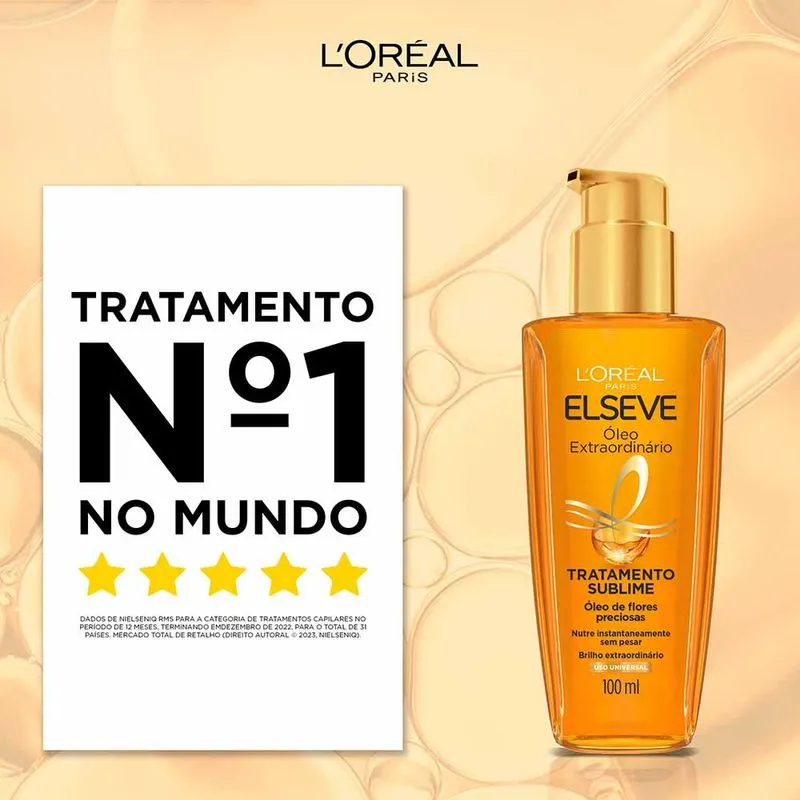 L'ORÉAL
PARiS
TRATAMENTO
Nº1
NO MUNDO
DADOS DE NIELSENIQ RMS PARA A CATEGORIA DE TRATAMENTOS CAPILARES NO
PERÍODO DE 12 MESES, TERMINANDO EMDEZEMBRO DE 2022, PARA O TOTAL DE 31
PAÍSES. MERCADO TOTAL DE RETALHO (DIREITO AUTORAL © 2023, NIELSENIQ).
L'ORÉAL
PARIS
ELSEVE
Óleo
Extraordinário
TRATAMENTO
SUBLIME
Óleo de flores
preciosas
Nutre instantaneamente
sem pesar
Brilho extraordinário
USO UNIVERSAL
100 ml